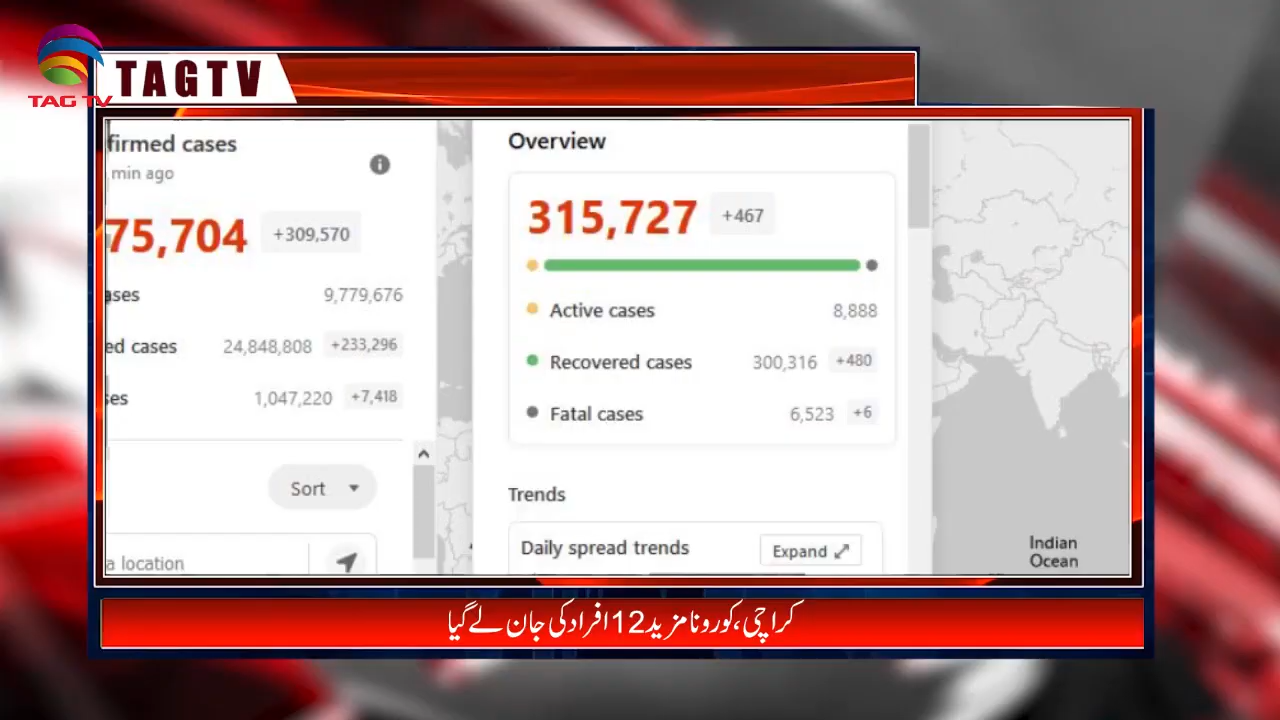 TAG TV
TAGTV
firmed cases
min ago
75,704 +309,570
ases 9,779,676
ed cases 24,848,808 +233,296
ses 1,047,220 +7,418
Sort
a location
Overview
315,727 +467
Active cases 8,888
Recovered cases 300,316 +480
Fatal cases 6,523 +6
Trends
Daily spread trends Expand
Indian
Ocean
کراچی، کورونا مزید 12 افراد کی جان لے گیا